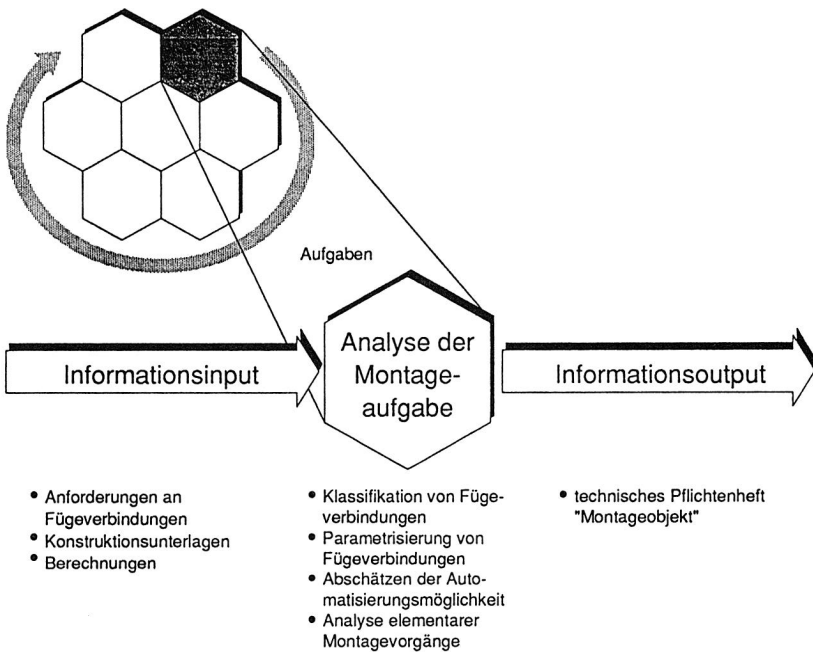 Aufgaben
Informationsinput
Analyse der
Montage-
aufgabe
Informationsoutput
• Anforderungen an
Fügeverbindungen
• Konstruktionsunterlagen
• Berechnungen
• Klassifikation von Füge-
verbindungen
• Parametrisierung von
Fügeverbindungen
• Abschätzen der Auto-
matisierungsmöglichkeit
• Analyse elementarer
Montagevorgänge
• technisches Pflichtenheft
"Montageobjekt"